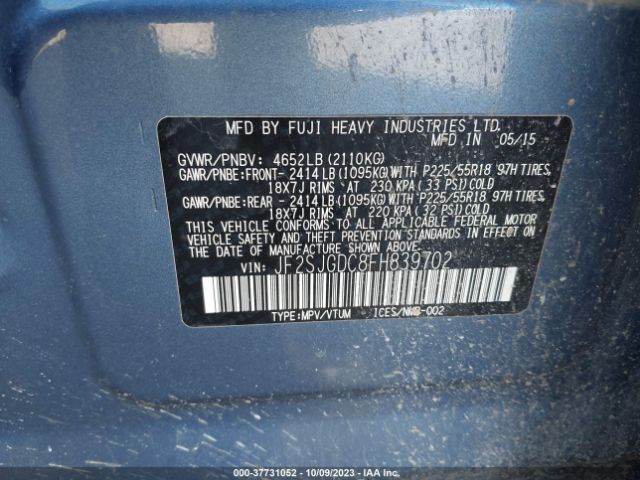 MFD BY FUJI HEAVY INDUSTRIES LTD.
MFD IN 05/15
GVWR/PNBV: 4652LB(2110KG)
GAWR/PNBE:FRONT- 2414LB(1095KG)WITH P225/55R18 97H TIRES,
18X7J RIMS AT 230 KPA(33 PSI)COLD
GAWR/PNBE:REAR - 2414LB(1095KG)WITH P225/55R18 97H TIRES,
18X7J RIMS AT 220 KPA(32 PSI)COLD
THIS VEHICLE CONFORMS TO ALL APPLICABLE FEDERAL MOTOR
VEHICLE SAFETY AND THEFT PREVENTION STANDARDS IN EFFECT ON
THE DATE OF MANUFACTURE SHOWN ABOVE.
VIN: JF2SJGDC8FH839702
TYPE:MPV/VTUM ICES/NMB-002
000-37731052 - 10/09/2023 - IAA Inc.